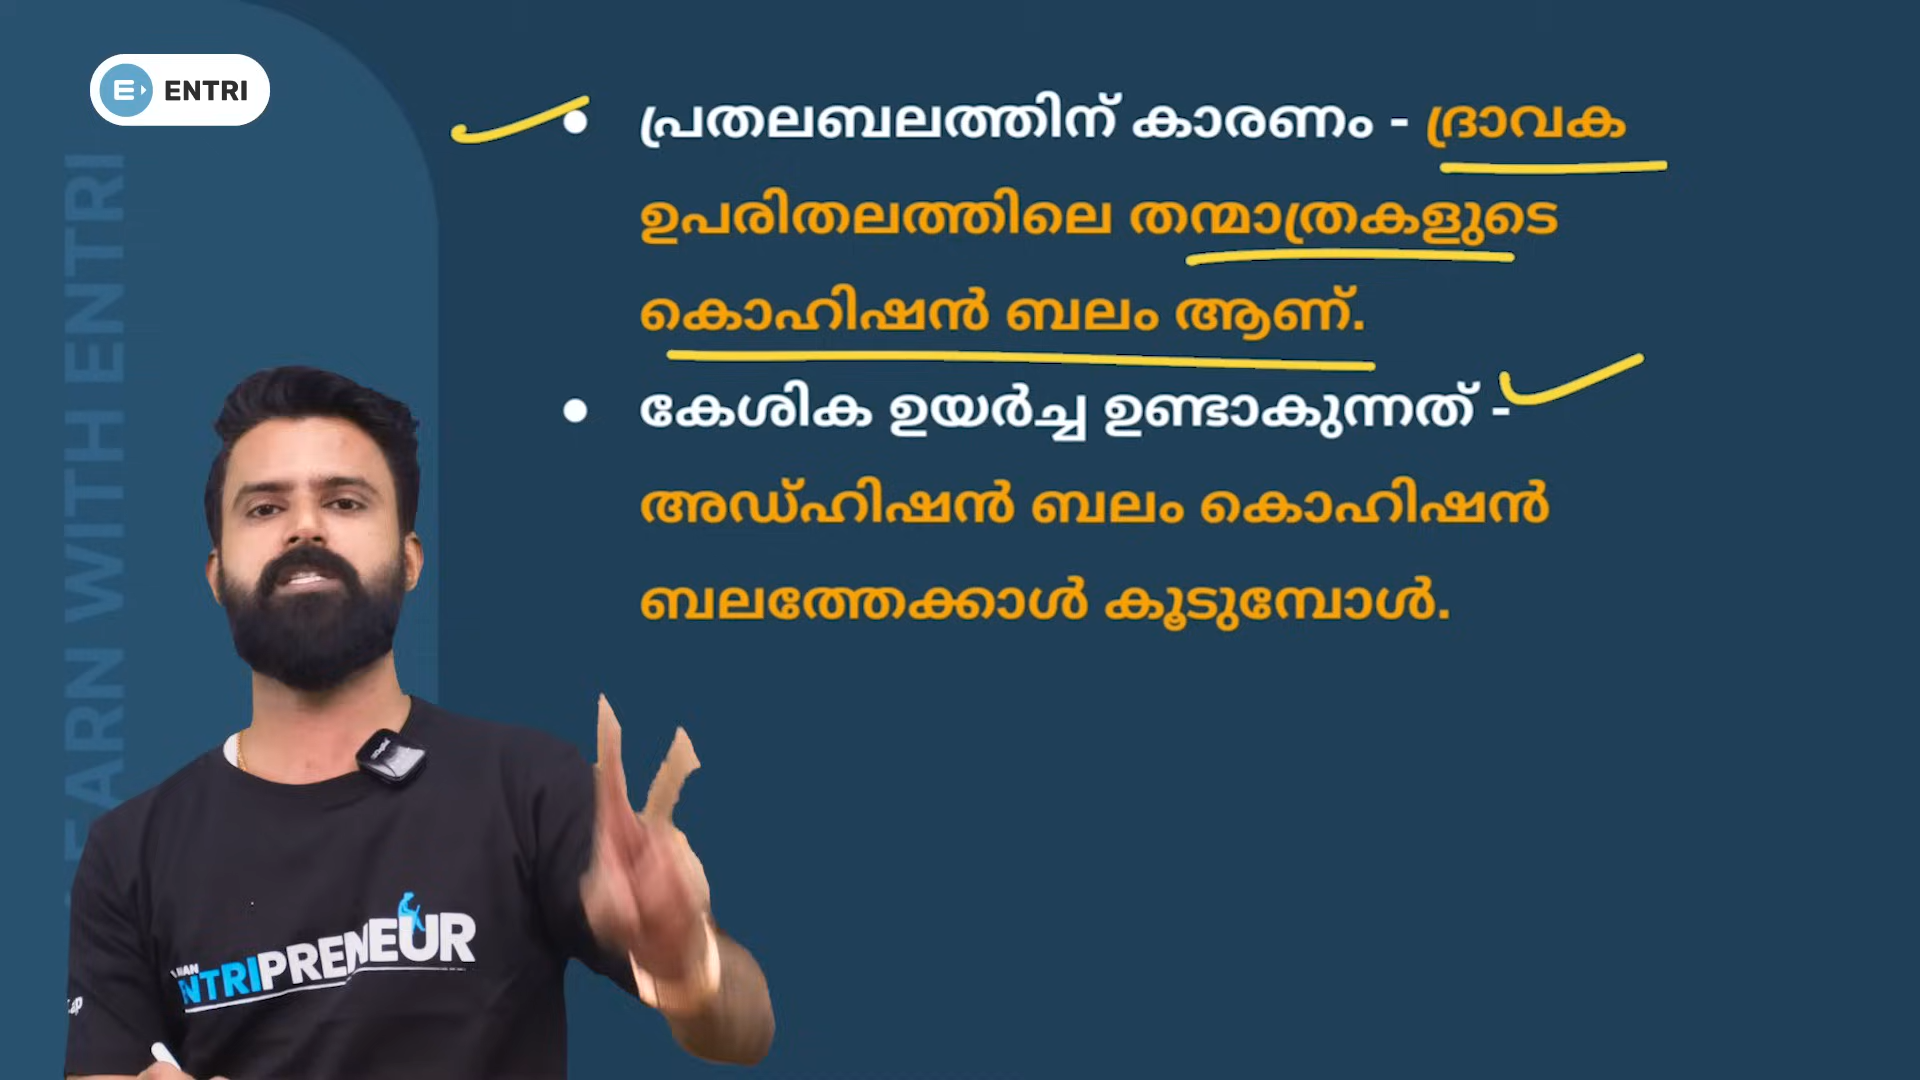 ENTRI
LEARN WITH ENTRI
പ്രതലബലത്തിന് കാരണം - ദ്രാവക
ഉപരിതലത്തിലെ തന്മാത്രകളുടെ
കൊഹിഷൻ ബലം ആണ്.
കേശിക ഉയർച്ച ഉണ്ടാകുന്നത് -
അഡ്ഹിഷൻ ബലം കൊഹിഷൻ
ബലത്തേക്കാൾ കൂടുമ്പോൾ.
ENTRIPRENEUR